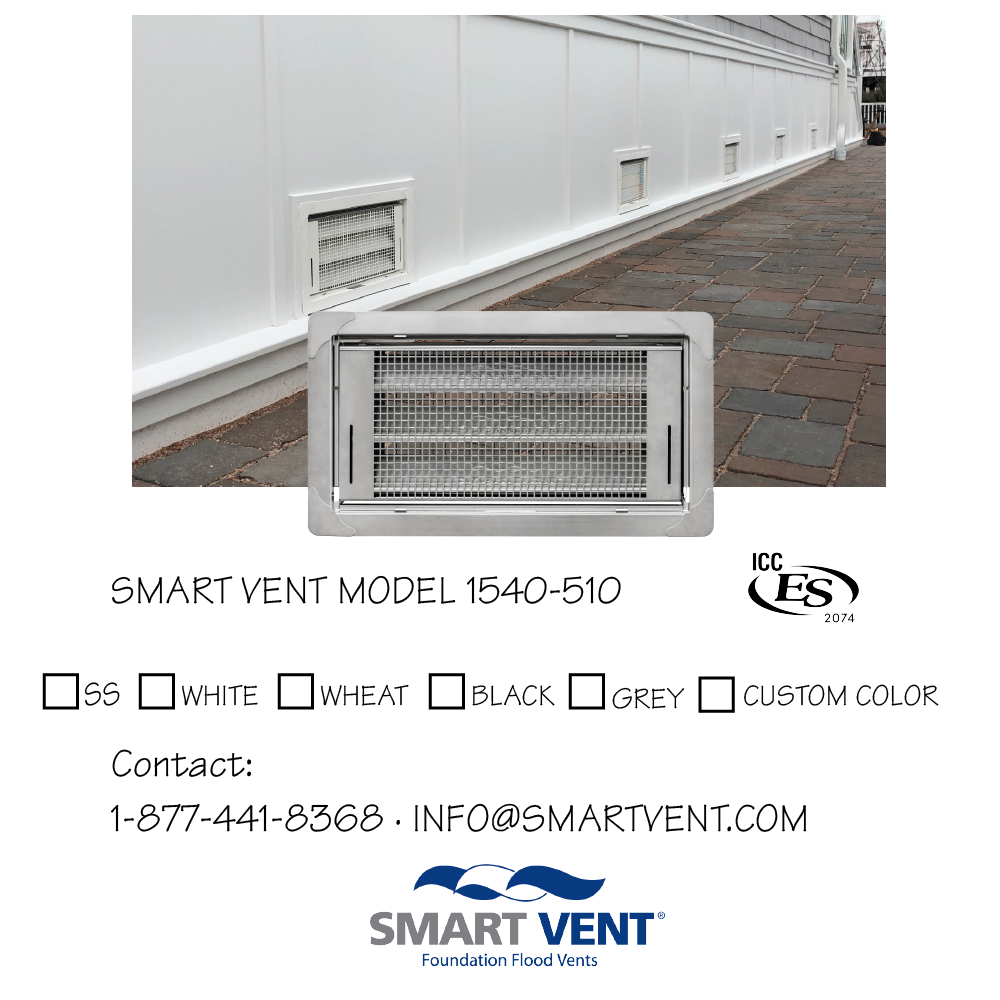 SMART VENT MODEL 1540-510
ICC
ES
2074
SS WHITE WHEAT BLACK GREY CUSTOM COLOR
Contact:
1-877-441-8368 · INFO@SMARTVENT.COM
SMART VENT®
Foundation Flood Vents